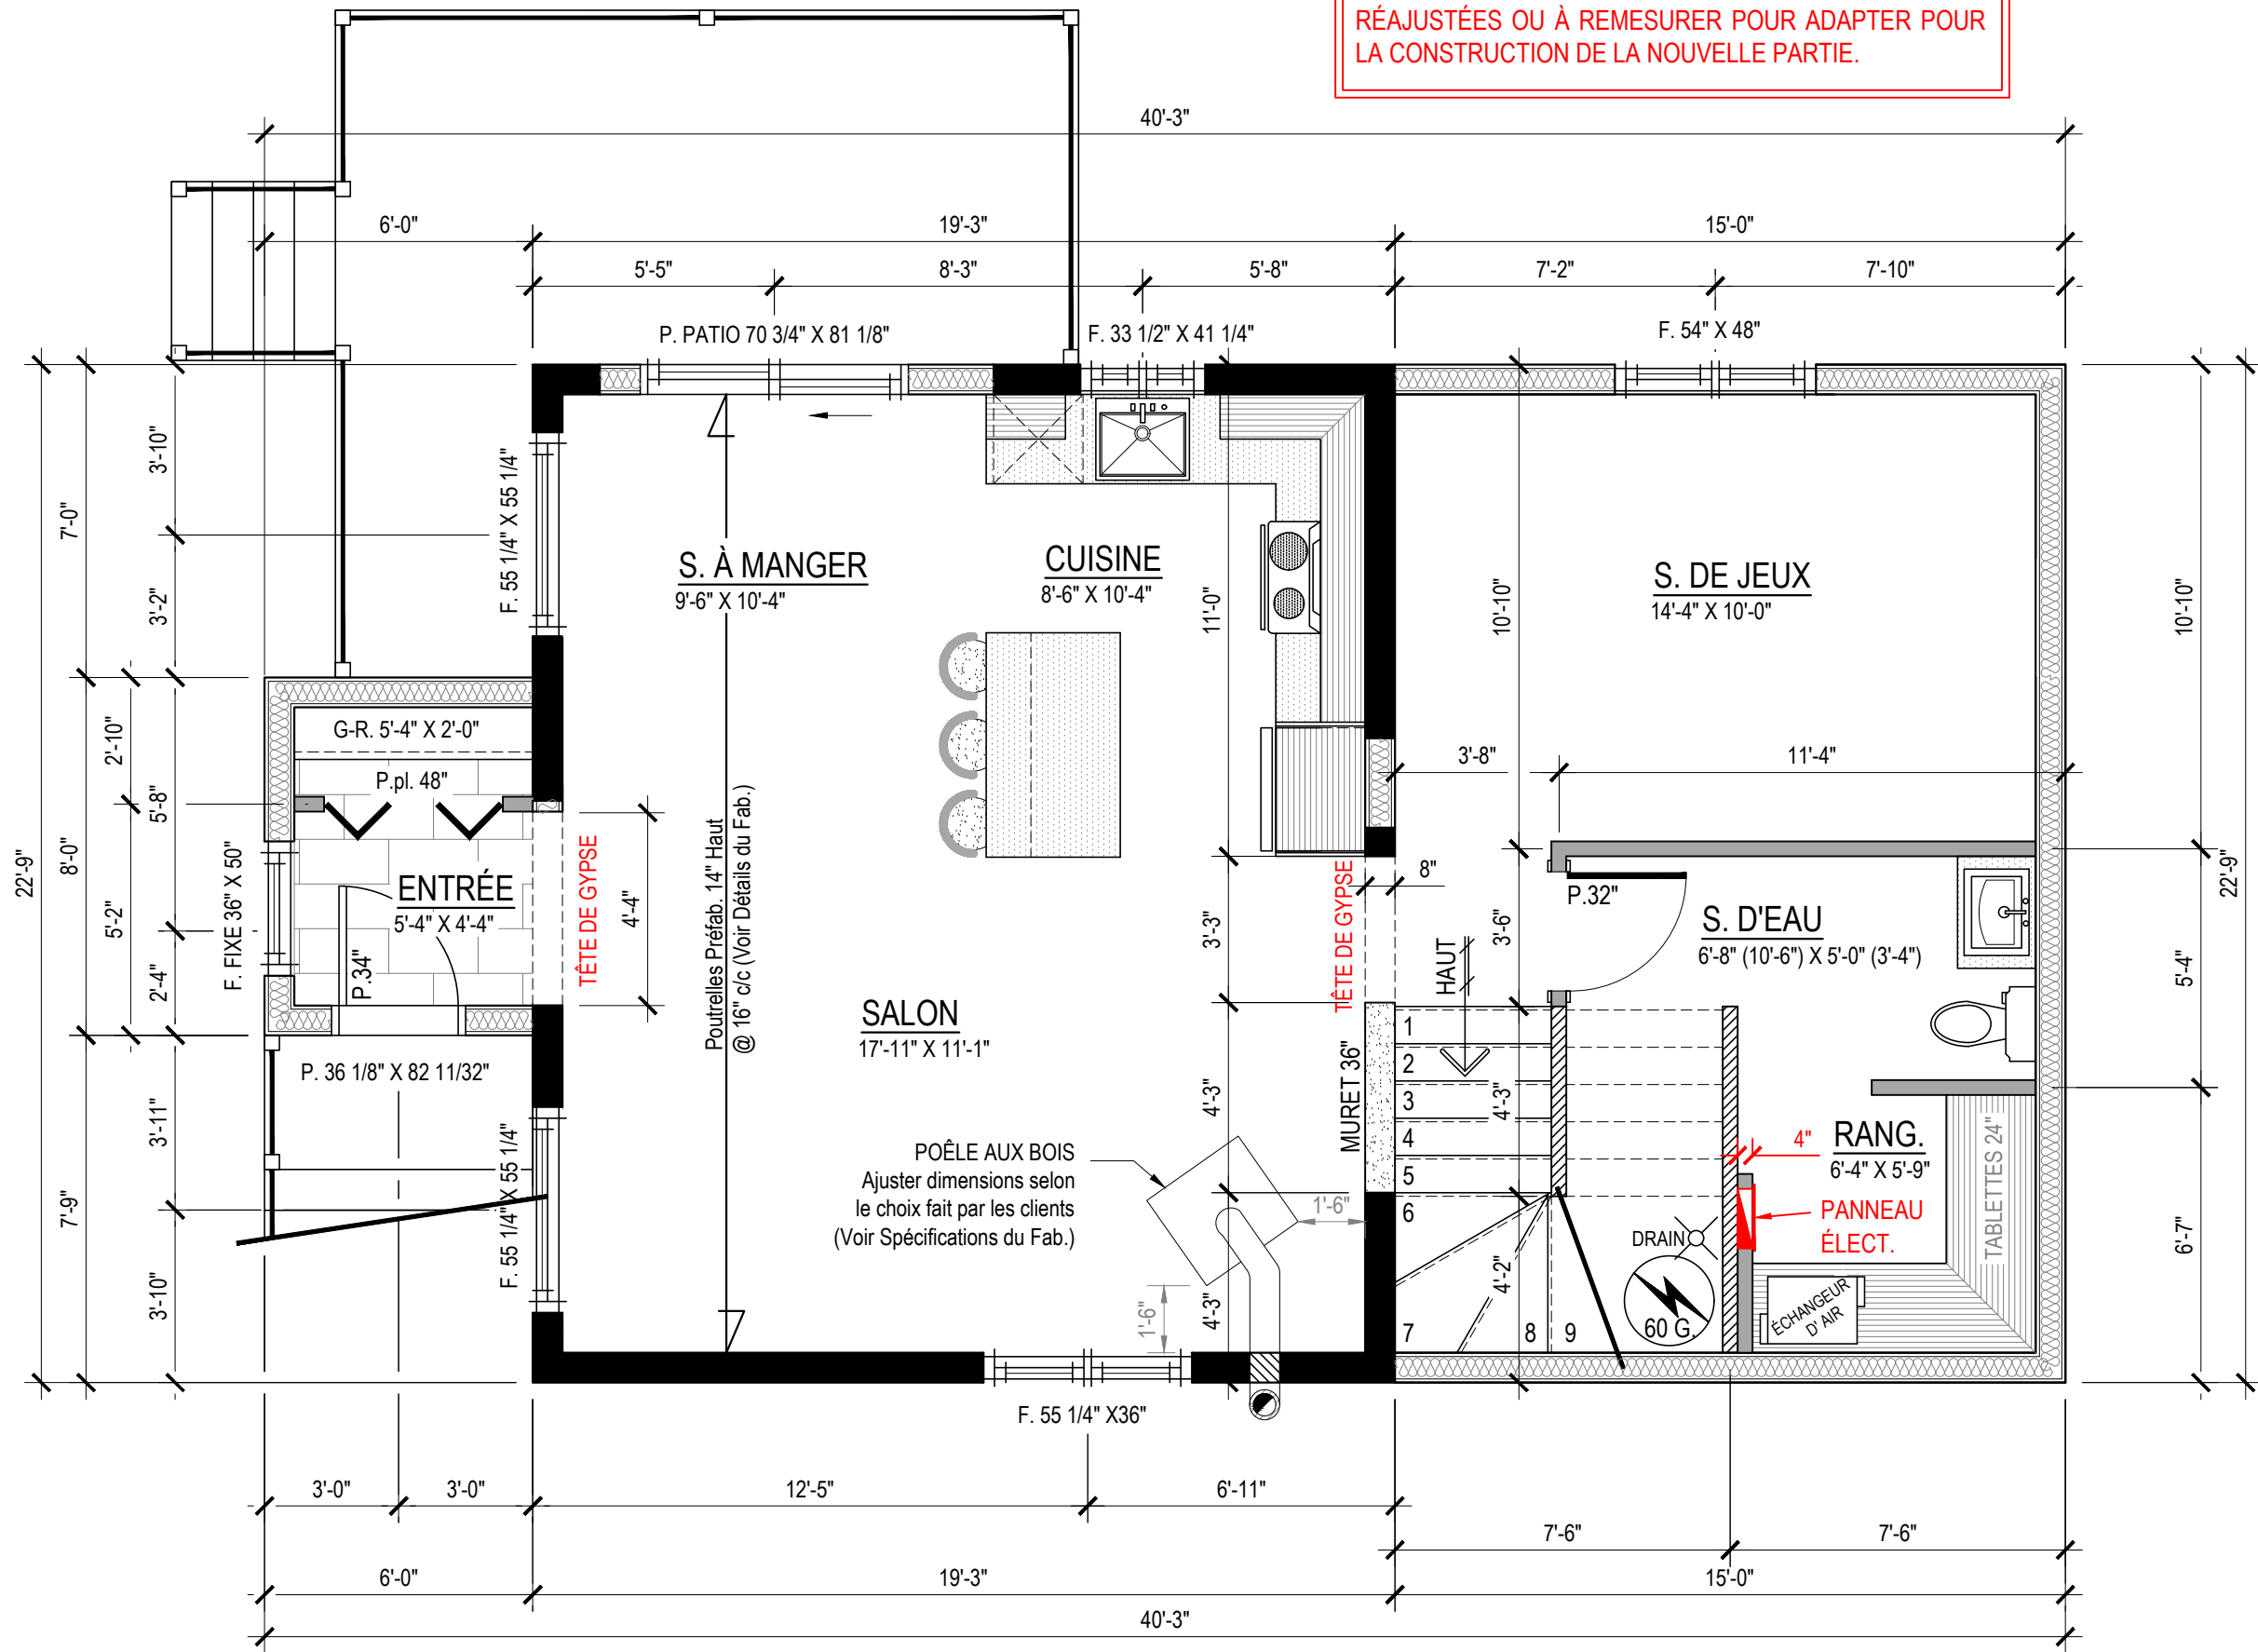 RÉAJUSTÉES OU À REMESURER POUR ADAPTER POUR
LA CONSTRUCTION DE LA NOUVELLE PARTIE.
40'-3"
6'-0"
19'-3"
15'-0"
5'-5"
8'-3"
5'-8"
7'-2"
7'-10"
P. PATIO 70 3/4" X 81 1/8"
F. 33 1/2" X 41 1/4"
F. 54" X 48"
22'-9"
7'-0"
8'-0"
7'-9"
2'-10"
5'-2"
3'-10"
3'-2"
5'-8"
2'-4"
3'-11"
3'-10"
F. 55 1/4" X 55 1/4"
F. FIXE 36" X 50"
F. 55 1/4" X 55 1/4"
S. À MANGER
9'-6" X 10'-4"
CUISINE
8'-6" X 10'-4"
S. DE JEUX
14'-4" X 10'-0"
11'-0"
10'-10"
10'-10"
G-R. 5'-4" X 2'-0"
P.pl. 48"
ENTRÉE
5'-4" X 4'-4"
P.34"
P. 36 1/8" X 82 11/32"
TÊTE DE GYPSE
4'-4"
Poutrelles Préfab. 14" Haut
@ 16" c/c (Voir Détails du Fab.)
SALON
17'-11" X 11'-1"
3'-8"
11'-4"
8"
TÊTE DE GYPSE
3'-3"
3'-6"
HAUT
P.32"
S. D'EAU
6'-8" (10'-6") X 5'-0" (3'-4")
5'-4"
22'-9"
MURET 36"
4'-3"
4'-3"
1
2
3
4
5
6
7
8
9
4'-3"
4'-2"
POÊLE AUX BOIS
Ajuster dimensions selon
le choix fait par les clients
(Voir Spécifications du Fab.)
1'-6"
1'-6"
4"
RANG.
6'-4" X 5'-9"
TABLETTES 24"
PANNEAU
ÉLECT.
DRAIN
60 G.
ÉCHANGEUR
D' AIR
6'-7"
F. 55 1/4" X36"
3'-0"
3'-0"
12'-5"
6'-11"
7'-6"
7'-6"
6'-0"
19'-3"
15'-0"
40'-3"